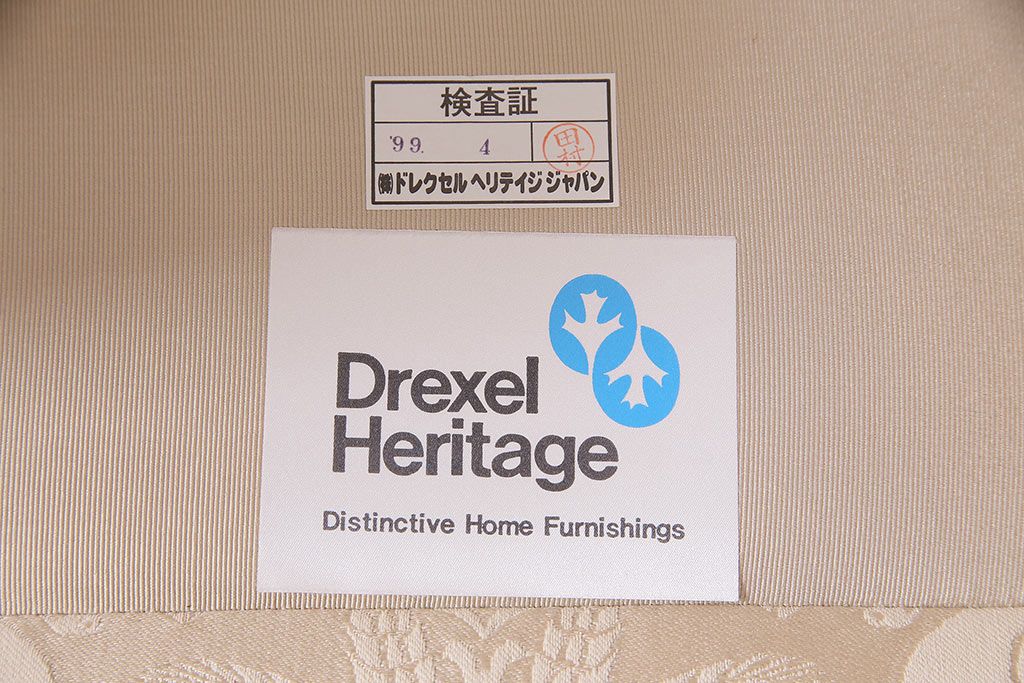 検査証
'99. 4 田村
㈱ドレクセル ヘリテイジ ジャパン
Drexel
Heritage
Distinctive Home Furnishings